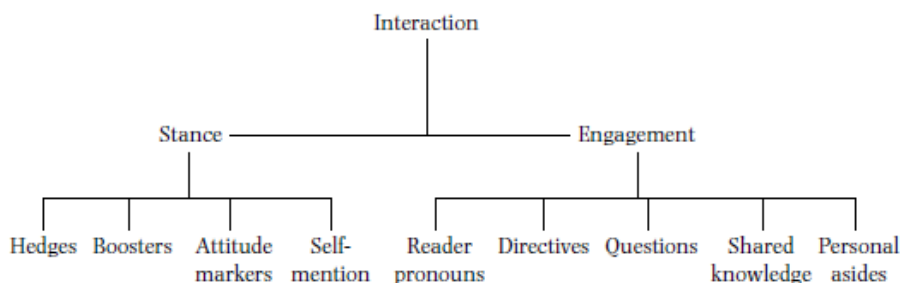 Interaction
Stance Engagement
Hedges Boosters Attitude Self- Reader Directives Questions Shared Personal
markers mention pronouns knowledge asides